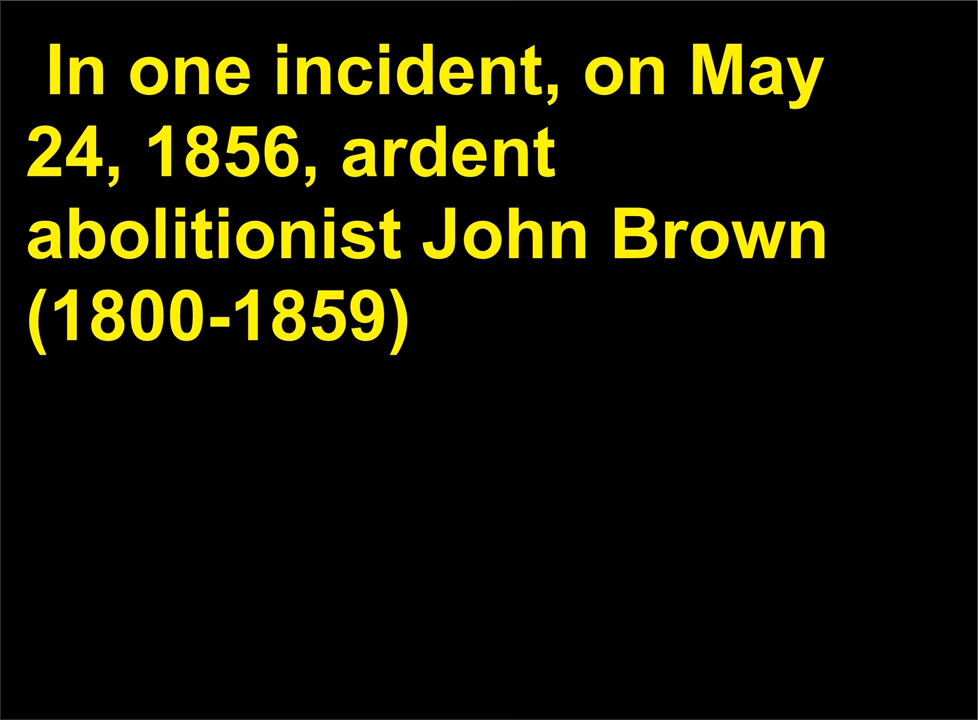 In one incident, on May
24, 1856, ardent
abolitionist John Brown
(1800-1859)